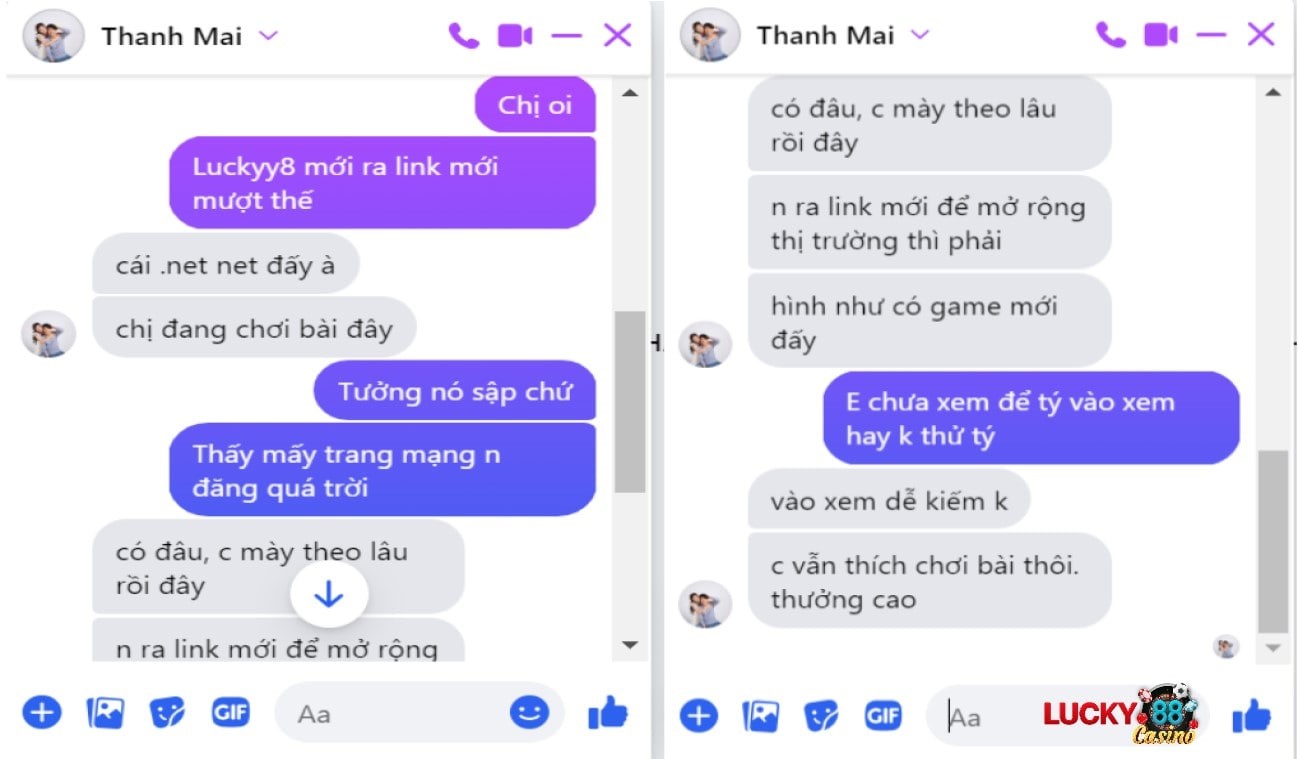 Thanh Mai
Chị oi
Luckyy8 mới ra link mới
mượt thế
cái .net net đấy à
chị đang chơi bài đây
Tưởng nó sập chứ
Thấy mấy trang mạng n
đăng quá trời
có đâu, c mày theo lâu
rồi đây
n ra link mới để mở rộng
GIF
Aa
Thanh Mai
có đâu, c mày theo lâu
rồi đây
n ra link mới để mở rộng
thị trường thì phải
hình như có game mới
đấy
E chưa xem để tý vào xem
hay k thử tý
vào xem dễ kiếm k
c vẫn thích chơi bài thôi.
thưởng cao
GIF
Aa
LUCKY 88
Casino